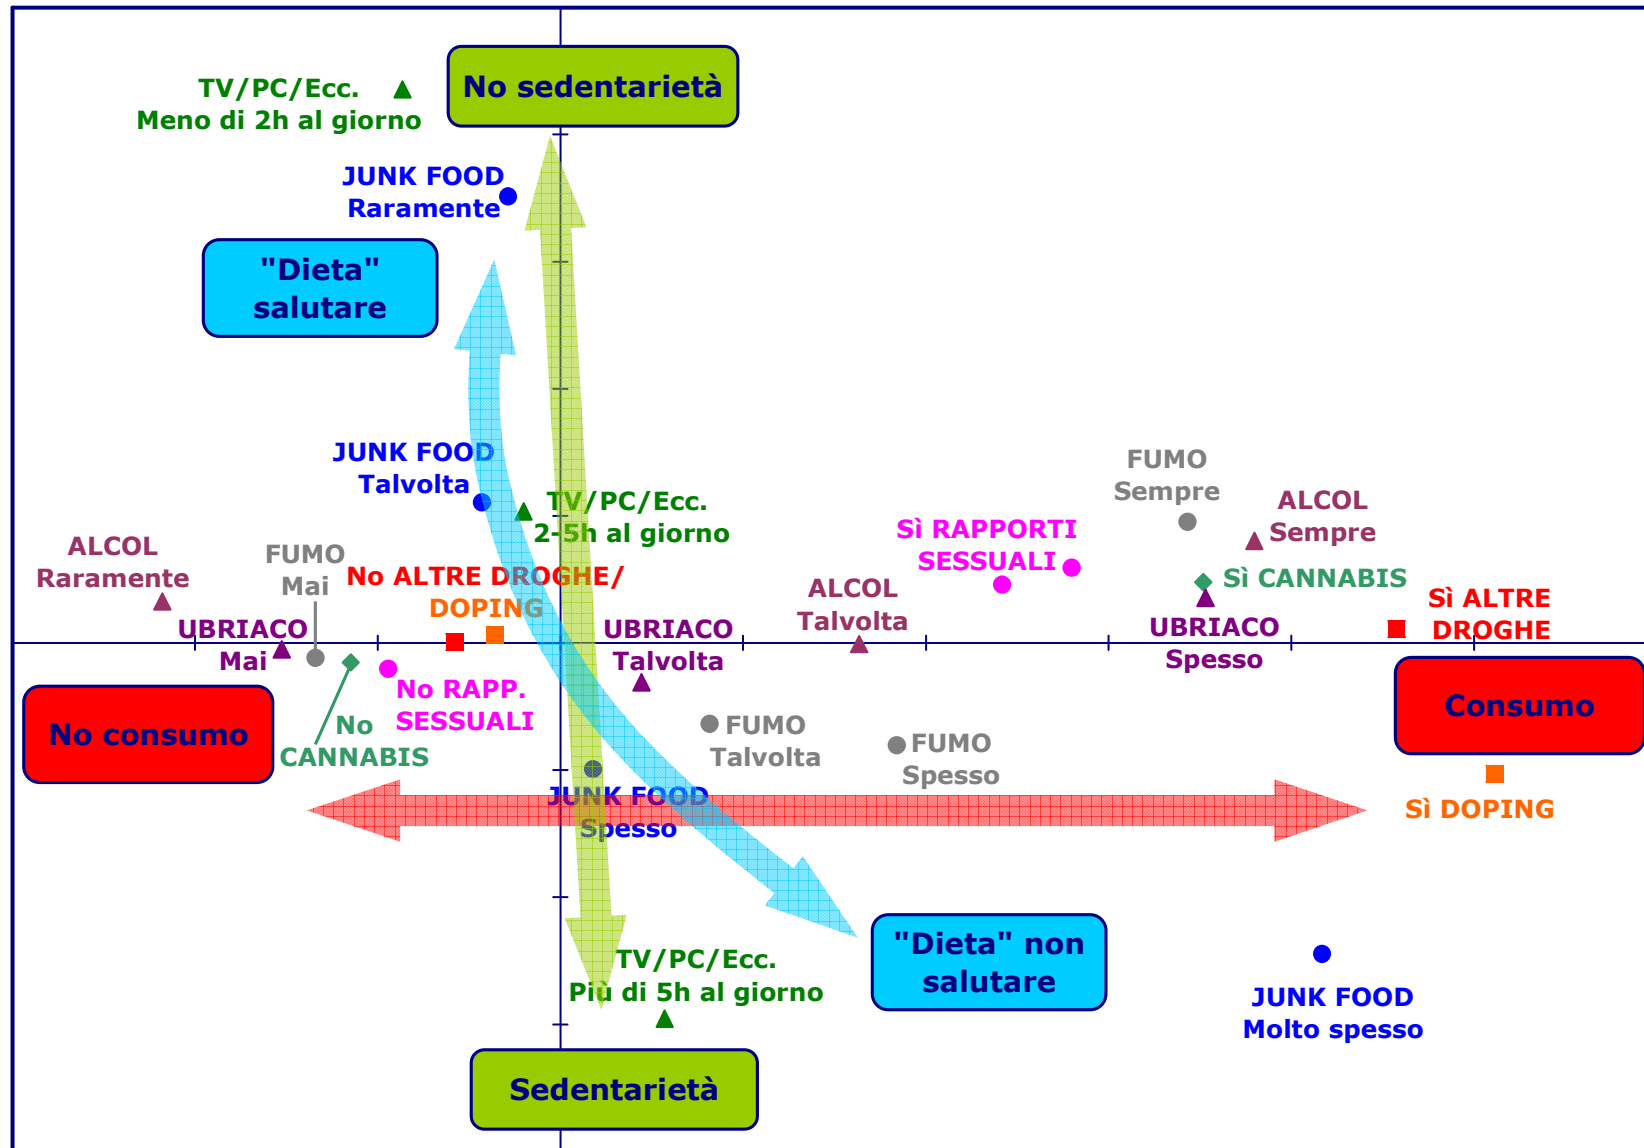 No sedentarietà
TV/PC/Ecc.
Meno di 2h al giorno
JUNK FOOD
Raramente
"Dieta"
salutare
JUNK FOOD
Talvolta
TV/PC/Ecc.
2-5h al giorno
FUMO
Sempre
ALCOL
Sempre
Sì RAPPORTI
SESSUALI
ALCOL
Raramente
FUMO
Mai
No ALTRE DROGHE/
DOPING
ALCOL
Talvolta
Sì CANNABIS
Sì ALTRE
DROGHE
UBRIACO
Mai
UBRIACO
Talvolta
UBRIACO
Spesso
No RAPP.
SESSUALI
No consumo
No
CANNABIS
FUMO
Talvolta
FUMO
Spesso
Consumo
JUNK FOOD
Spesso
Sì DOPING
"Dieta" non
salutare
TV/PC/Ecc.
Più di 5h al giorno
JUNK FOOD
Molto spesso
Sedentarietà